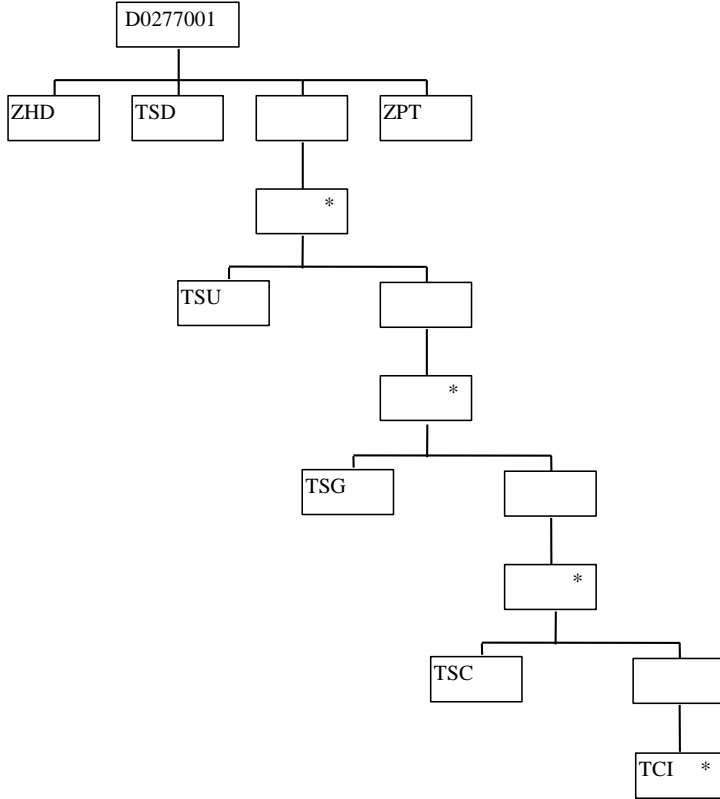 D0277001
ZHD TSD ZPT
*
TSU
*
TSG
*
TSC
TCI *